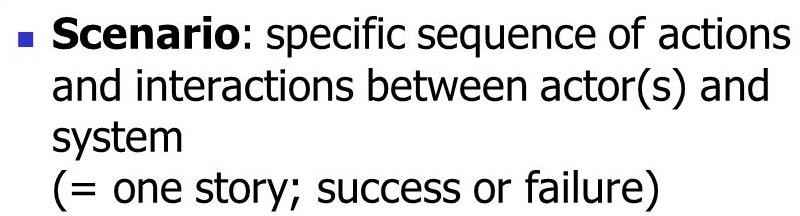 Scenario: specific sequence of actions
and interactions between actor(s) and
system
(= one story; success or failure)